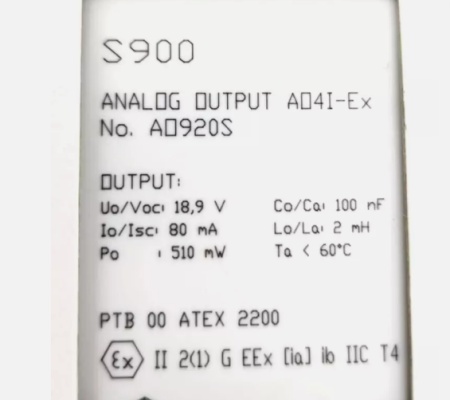 S900
ANALOG OUTPUT AO4I-Ex
No. AO920S
OUTPUT:
Uo/Voc: 18,9 V Co/Ca: 100 nF
Io/Isc: 80 mA Lo/La: 2 mH
Po : 510 mW Ta < 60°C
PTB 00 ATEX 2200
Ex II 2(1) G EEx [ia] ib IIC T4